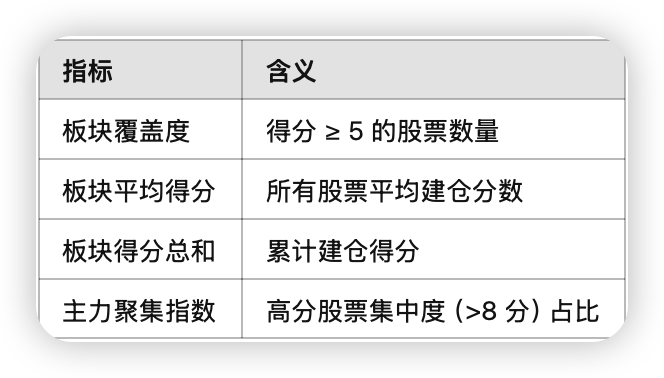 指标 含义
板块覆盖度 得分 ≥ 5 的股票数量
板块平均得分 所有股票平均建仓分数
板块得分总和 累计建仓得分
主力聚集指数 高分股票集中度 (>8 分) 占比